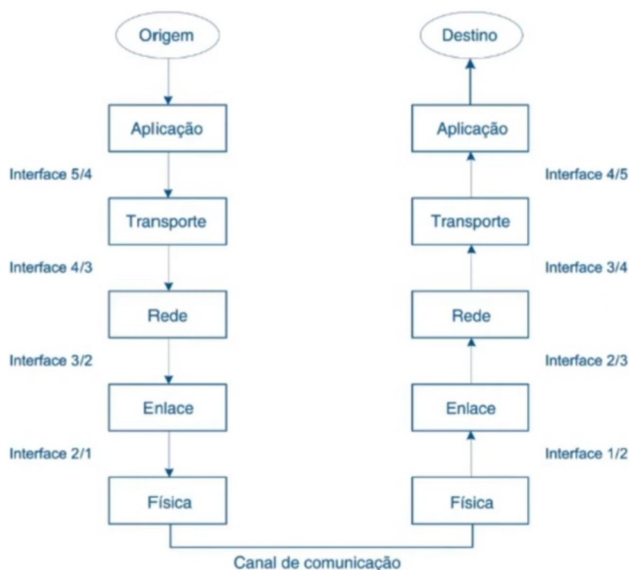 Origem
Destino
Aplicação
Aplicação
Interface 5/4
Interface 4/5
Transporte
Transporte
Interface 4/3
Interface 3/4
Rede
Rede
Interface 3/2
Interface 2/3
Enlace
Enlace
Interface 2/1
Interface 1/2
Física
Física
Canal de comunicação